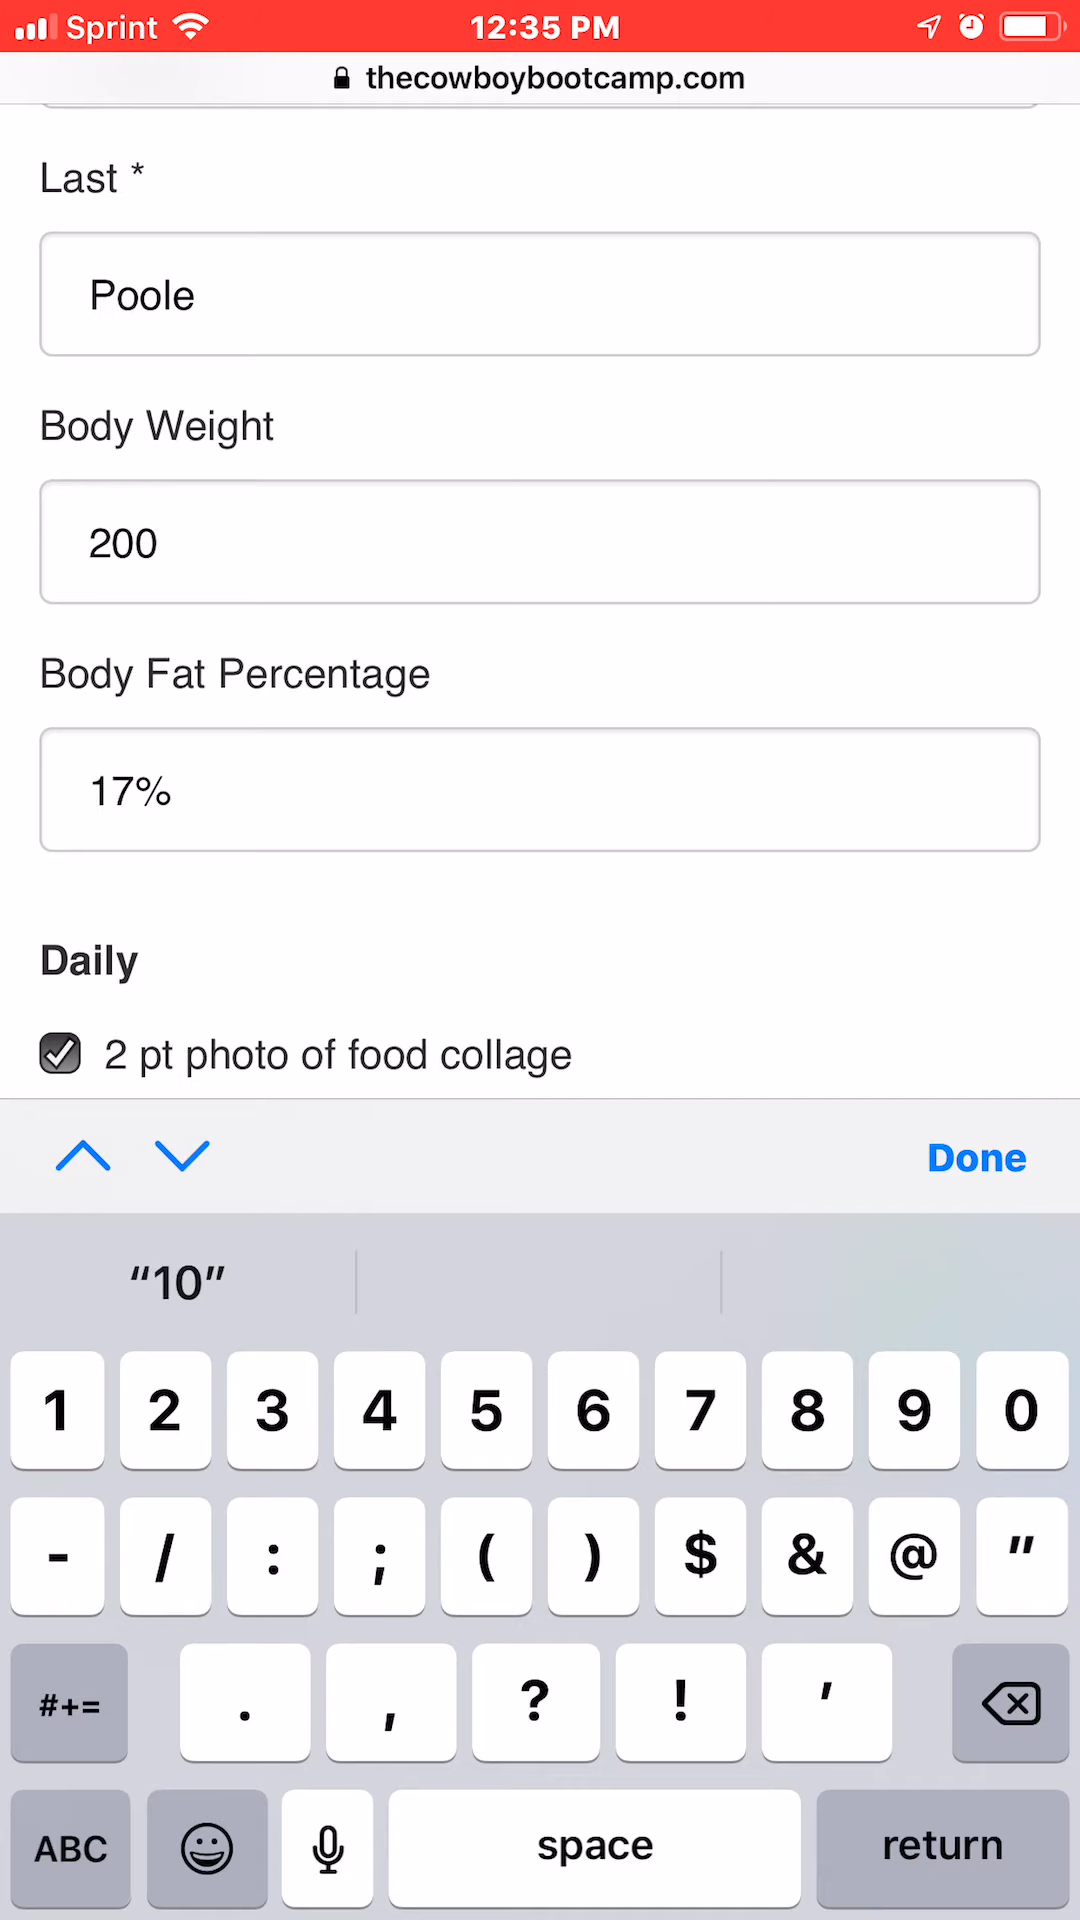 Sprint 12:35 PM
thecowboybootcamp.com
Last *
Poole
Body Weight
200
Body Fat Percentage
17%
Daily
2 pt photo of food collage
Done
“10”
1 2 3 4 5 6 7 8 9 0
- / : ; ( ) $ & @ "
#+= . , ? ! '
ABC space return